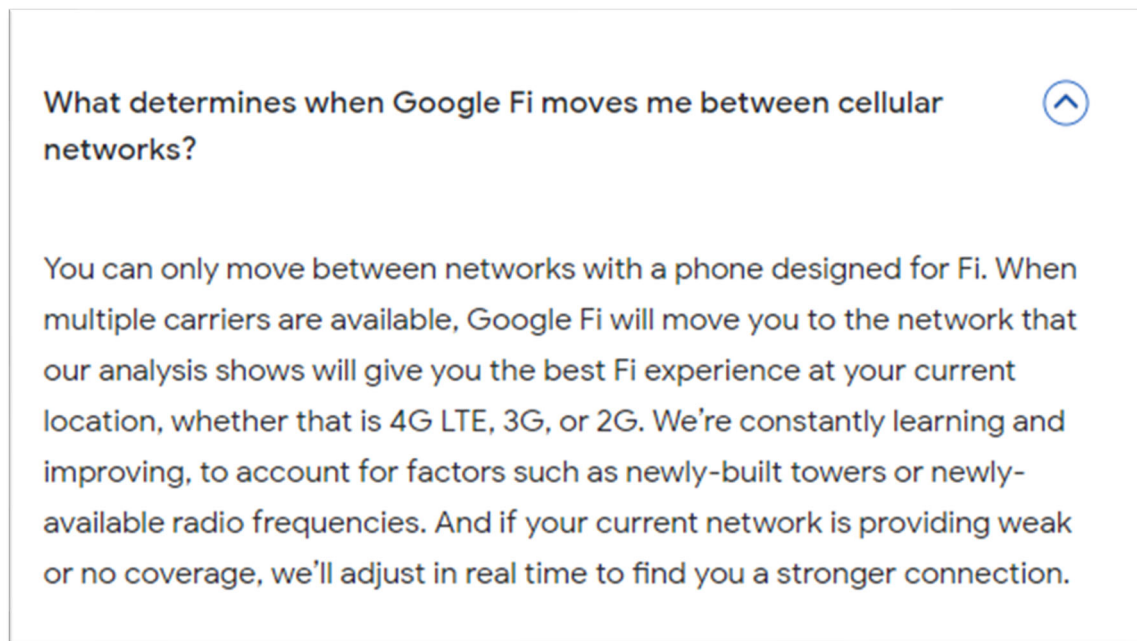 What determines when Google Fi moves me between cellular
networks?
You can only move between networks with a phone designed for Fi. When
multiple carriers are available, Google Fi will move you to the network that
our analysis shows will give you the best Fi experience at your current
location, whether that is 4G LTE, 3G, or 2G. We’re constantly learning and
improving, to account for factors such as newly-built towers or newly-
available radio frequencies. And if your current network is providing weak
or no coverage, we’ll adjust in real time to find you a stronger connection.